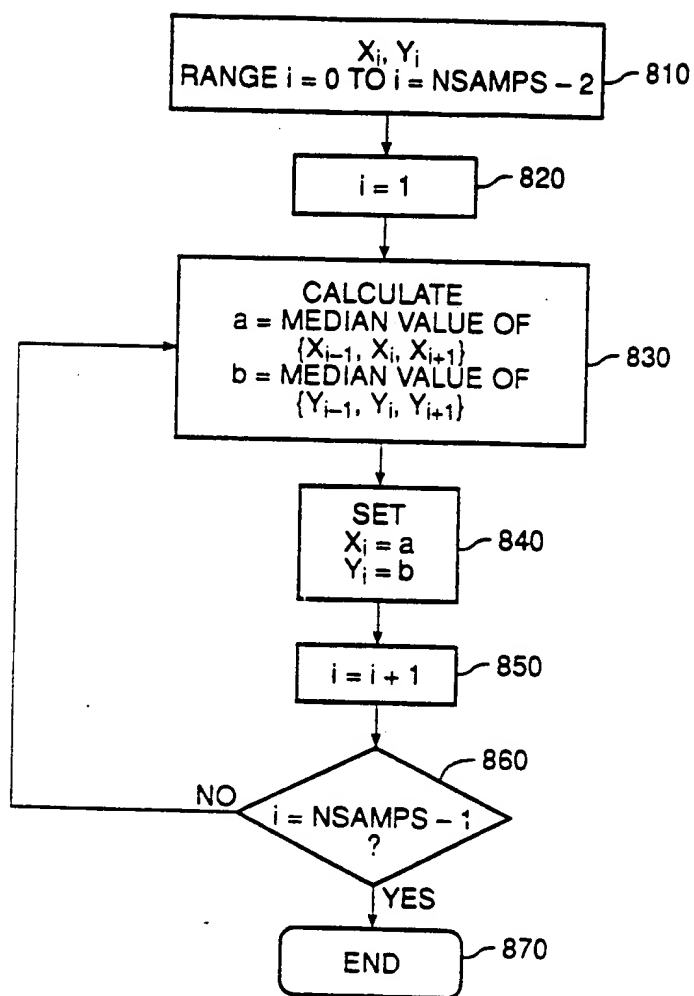 Xi, Yi
RANGE i = 0 TO i = NSAMPS – 2
810
i = 1
820
CALCULATE
a = MEDIAN VALUE OF
{Xi–1, Xi, Xi+1}
b = MEDIAN VALUE OF
{Yi–1, Yi, Yi+1}
830
SET
Xi = a
Yi = b
840
i = i + 1
850
860
NO
i = NSAMPS – 1
?
YES
END
870